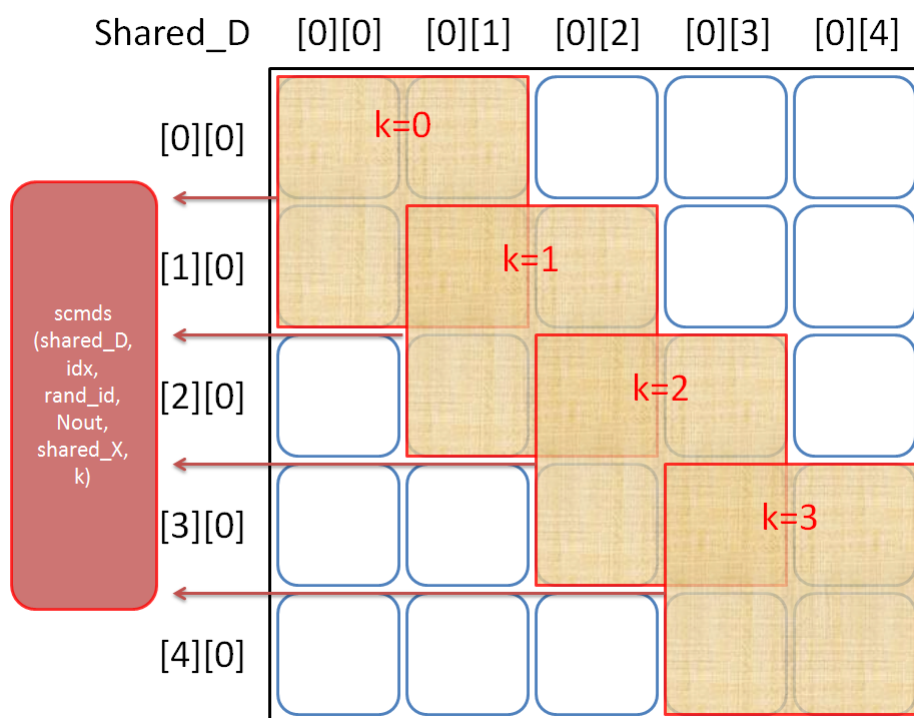 Shared_D [0][0] [0][1] [0][2] [0][3] [0][4]
[0][0]
k=0
[1][0]
k=1
scmds
(shared_D,
idx,
rand_id,
Nout,
shared_X,
k)
[2][0]
k=2
[3][0]
k=3
[4][0]